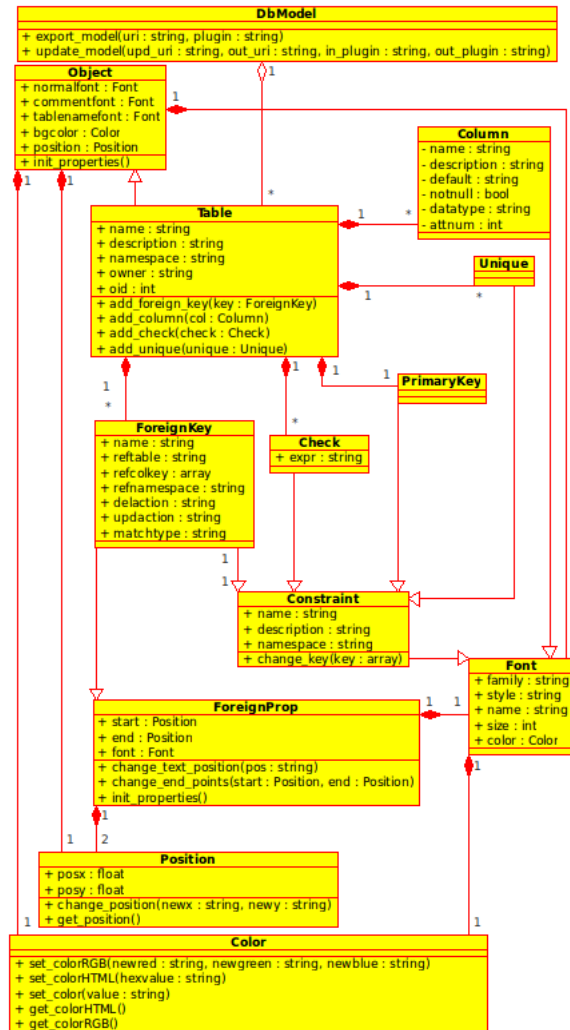 DbModel
+ export_model(uri : string, plugin : string)
+ update_model(upd_uri : string, out_uri : string, in_plugin : string, out_plugin : string)
Object
+ normalfont : Font
+ commentfont : Font
+ tablenamefont : Font
+ bgcolor : Color
+ position : Position
+ init_properties()
1
1
1
1
Column
- name : string
- description : string
- default : string
- notnull : bool
- datatype : string
- attnum : int
*
Table
+ name : string
+ description : string
+ namespace : string
+ owner : string
+ oid : int
+ add_foreign_key(key : ForeignKey)
+ add_column(col : Column)
+ add_check(check : Check)
+ add_unique(unique : Unique)
1
*
Unique
1
*
1
1
1
1
PrimaryKey
1
*
ForeignKey
+ name : string
+ reftable : string
+ refcolkey : array
+ refnamespace : string
+ delaction : string
+ updaction : string
+ matchtype : string
*
Check
+ expr : string
1
1
Constraint
+ name : string
+ description : string
+ namespace : string
+ change_key(key : array)
Font
+ family : string
+ style : string
+ name : string
+ size : int
+ color : Color
ForeignProp
+ start : Position
+ end : Position
+ font : Font
+ change_text_position(pos : string)
+ change_end_points(start : Position, end : Position)
+ init_properties()
1
1
1
1
2
1
Position
+ posx : float
+ posy : float
+ change_position(newx : string, newy : string)
+ get_position()
1
1
Color
+ set_colorRGB(newred : string, newgreen : string, newblue : string)
+ set_colorHTML(hexvalue : string)
+ set_color(value : string)
+ get_colorHTML()
+ get_colorRGB()